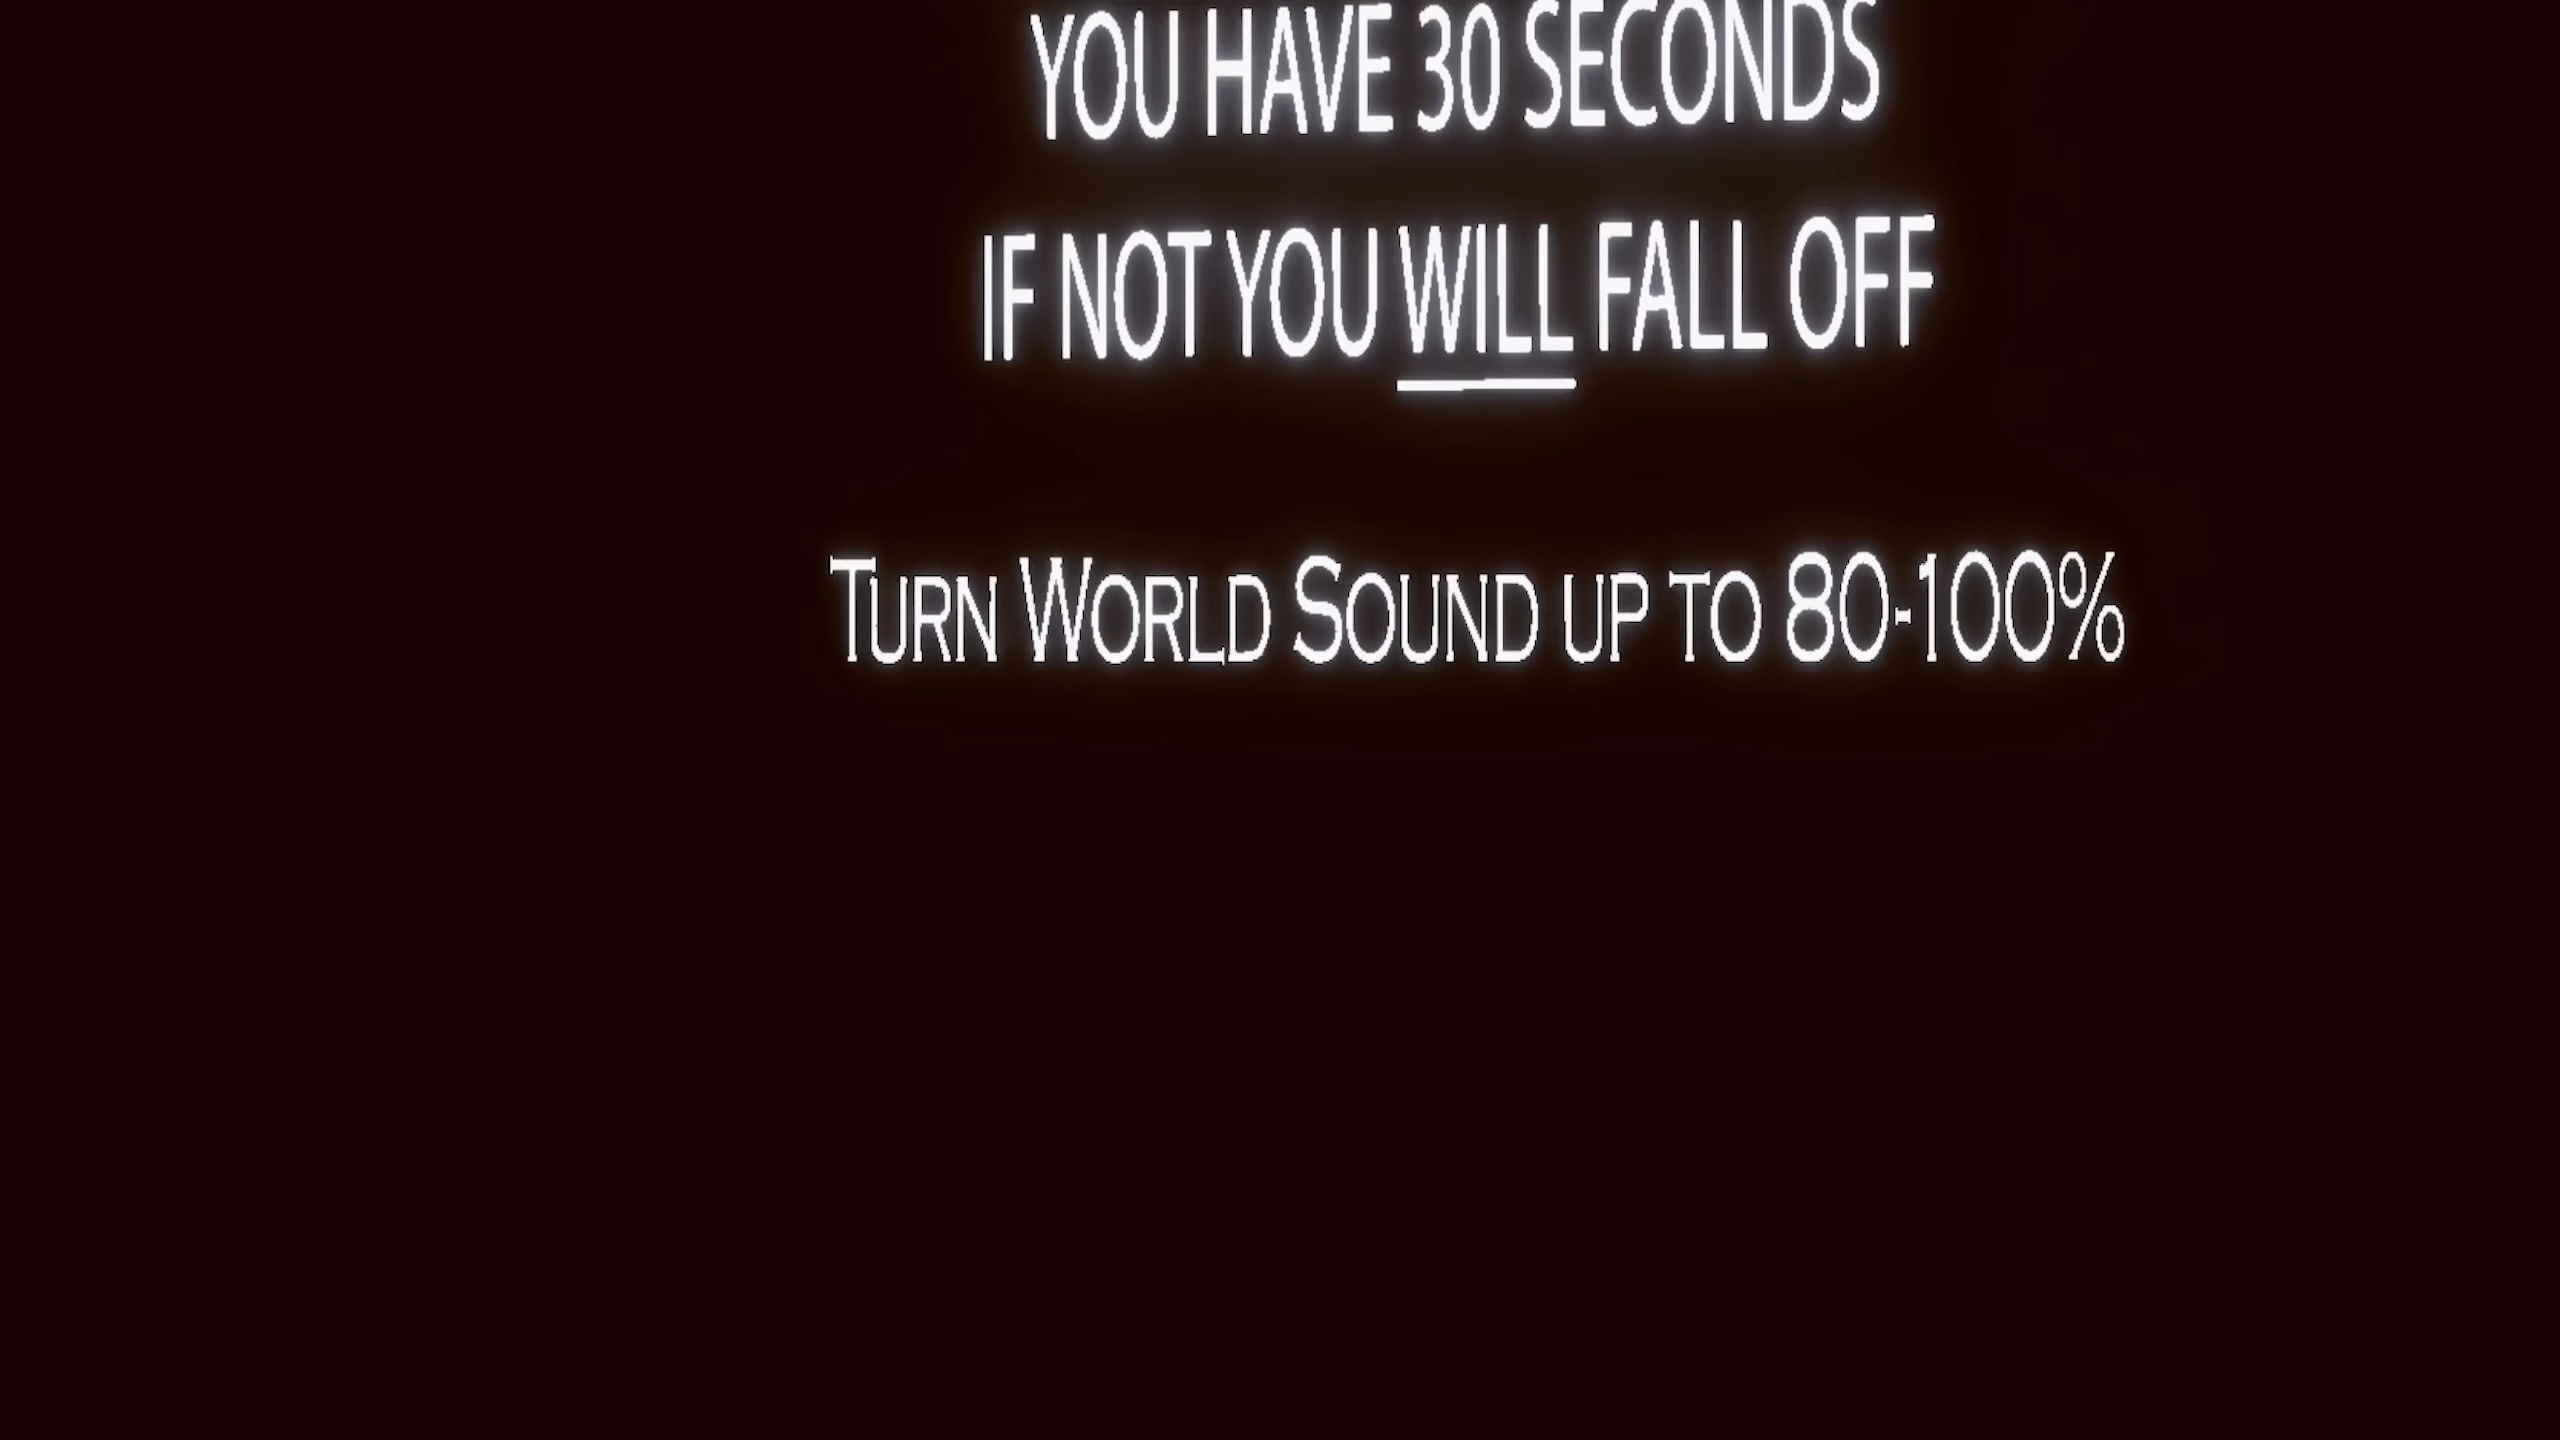 YOU HAVE 30 SECONDS
IF NOT YOU WILL FALL OFF
TURN WORLD SOUND UP TO 80-100%